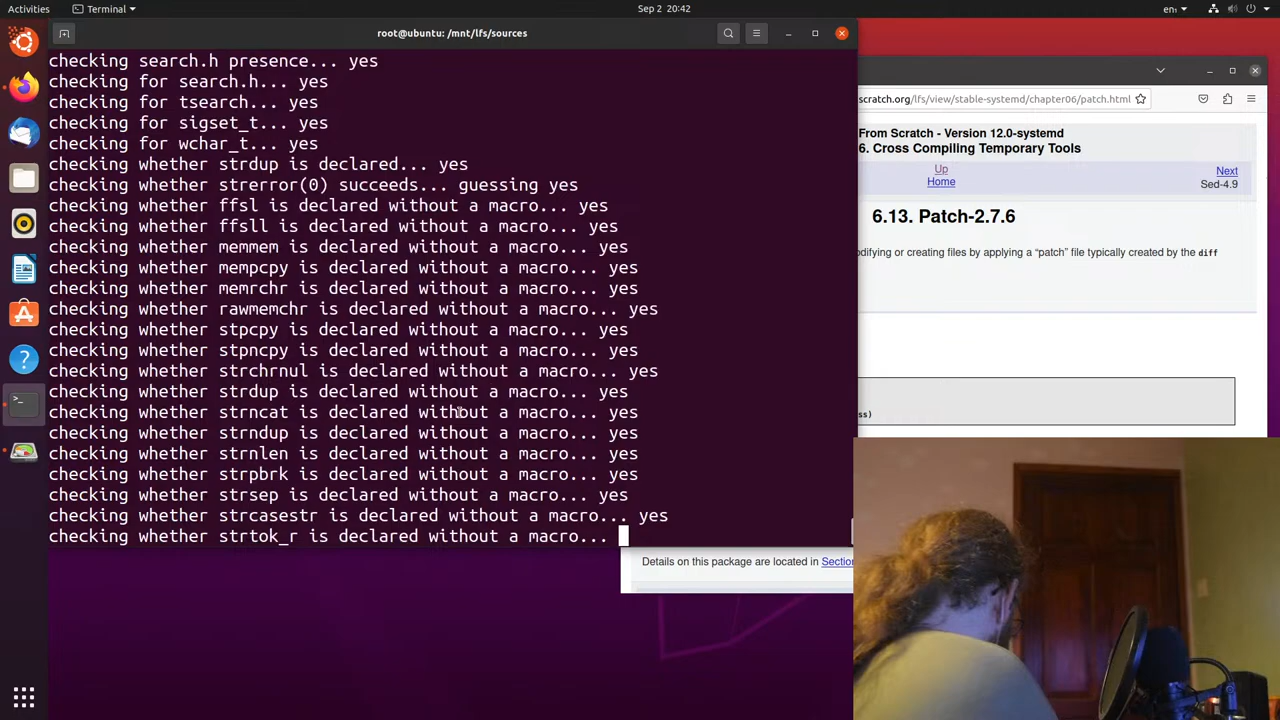 Activities
Terminal
Sep 2 20:42
en
root@ubuntu: /mnt/lfs/sources
checking search.h presence... yes
checking for search.h... yes
checking for tsearch... yes
checking for sigset_t... yes
checking for wchar_t... yes
checking whether strdup is declared... yes
checking whether strerror(0) succeeds... guessing yes
checking whether ffsl is declared without a macro... yes
checking whether ffsll is declared without a macro... yes
checking whether memmem is declared without a macro... yes
checking whether mempcpy is declared without a macro... yes
checking whether memrchr is declared without a macro... yes
checking whether rawmemchr is declared without a macro... yes
checking whether stpcpy is declared without a macro... yes
checking whether stpncpy is declared without a macro... yes
checking whether strchrnul is declared without a macro... yes
checking whether strdup is declared without a macro... yes
checking whether strncat is declared without a macro... yes
checking whether strndup is declared without a macro... yes
checking whether strnlen is declared without a macro... yes
checking whether strpbrk is declared without a macro... yes
checking whether strsep is declared without a macro... yes
checking whether strcasestr is declared without a macro... yes
checking whether strtok_r is declared without a macro...
scratch.org/lfs/view/stable-systemd/chapter06/patch.html
From Scratch - Version 12.0-systemd
6. Cross Compiling Temporary Tools
Up
Home
Next
Sed-4.9
6.13. Patch-2.7.6
odifying or creating files by applying a “patch” file typically created by the diff
ss)
Details on this package are located in Section